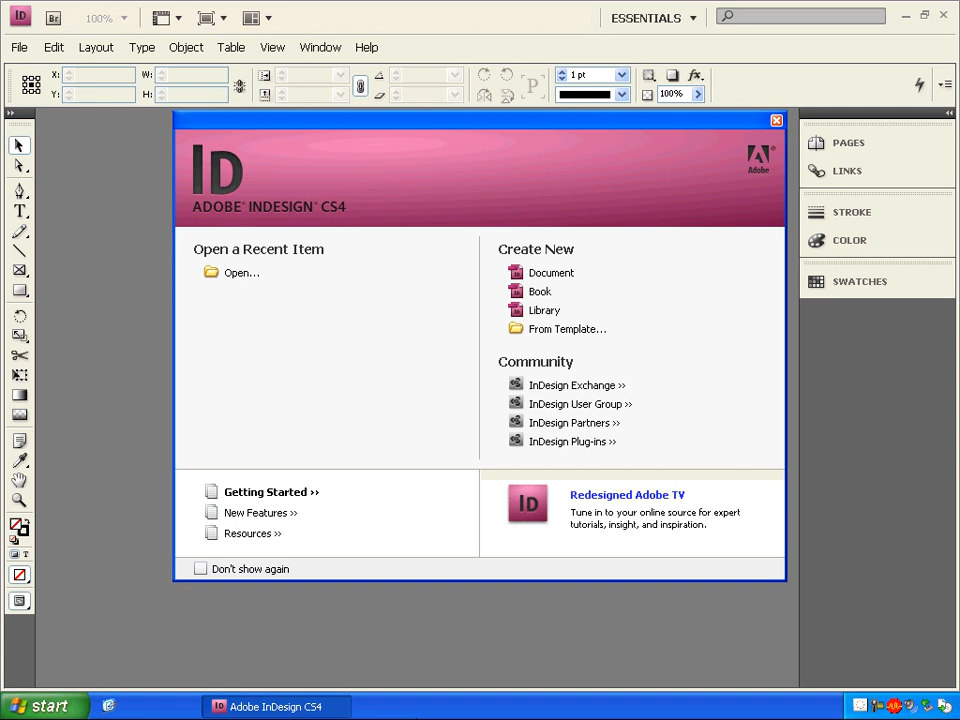 ID Br 100% ESSENTIALS
File Edit Layout Type Object Table View Window Help
X: W: 1 pt fx
Y: H: P 100%
ID
Adobe
ADOBE® INDESIGN® CS4
Open a Recent Item
Open...
Create New
Document
Book
Library
From Template...
Community
InDesign Exchange >>
InDesign User Group >>
InDesign Partners >>
InDesign Plug-ins >>
Getting Started >>
New Features >>
Resources >>
ID
Redesigned Adobe TV
Tune in to your online source for expert
tutorials, insight, and inspiration.
Don't show again
PAGES
LINKS
STROKE
COLOR
SWATCHES
T
T
start
ID Adobe InDesign CS4